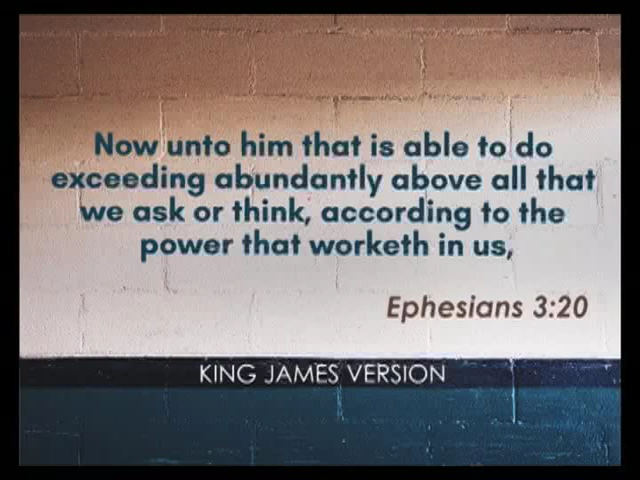 Now unto him that is able to do
exceeding abundantly above all that
we ask or think, according to the
power that worketh in us,
Ephesians 3:20
KING JAMES VERSION